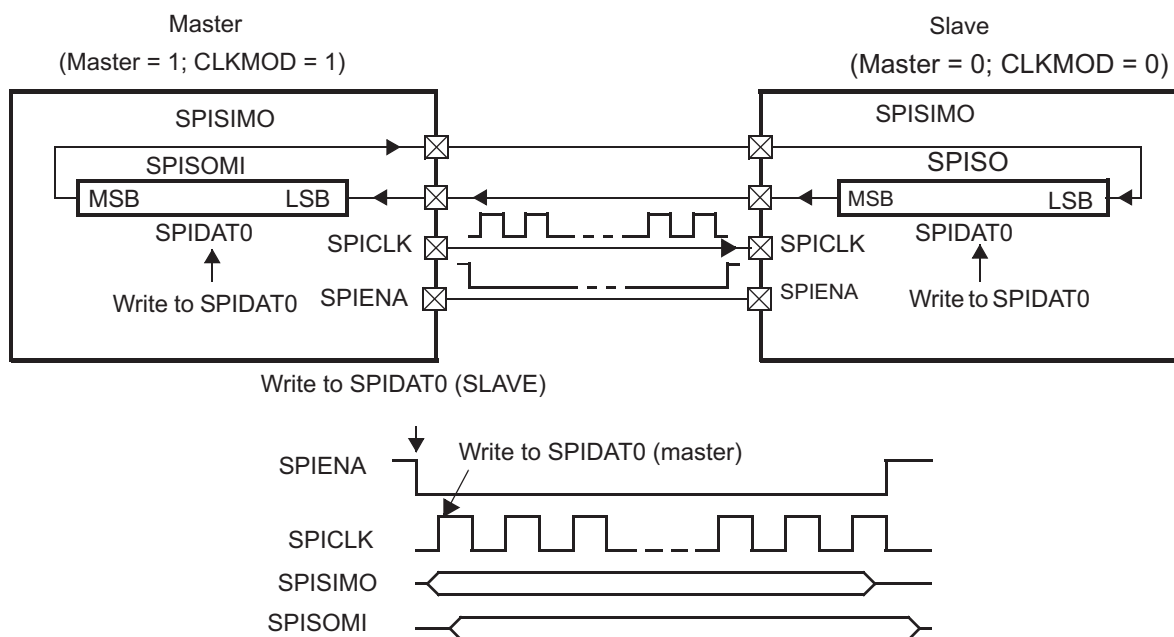 Master
Slave
(Master = 1; CLKMOD = 1)
(Master = 0; CLKMOD = 0)
SPISIMO
SPISIMO
SPISOMI
SPISO
MSB
LSB
MSB
LSB
SPIDAT0
SPICLK
SPICLK
SPIDAT0
Write to SPIDAT0
SPIENA
SPIENA
Write to SPIDAT0
Write to SPIDAT0 (SLAVE)
Write to SPIDAT0 (master)
SPIENA
SPICLK
SPISIMO
SPISOMI